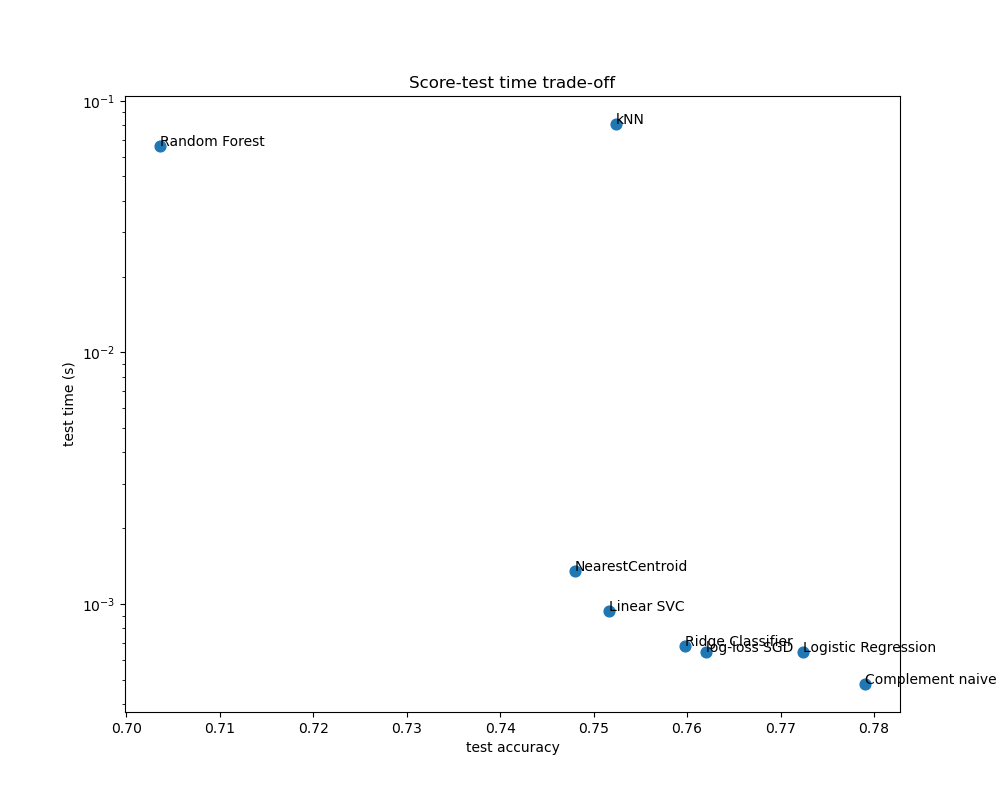 Score-test time trade-off
10⁻¹
kNN
Random Forest
10⁻²
test time (s)
NearestCentroid
10⁻³
Linear SVC
Ridge Classifier
log-loss SGD
Logistic Regression
Complement naive
0.70 0.71 0.72 0.73 0.74 0.75 0.76 0.77 0.78
test accuracy